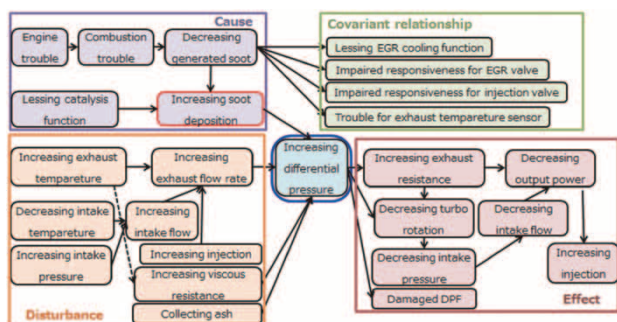 Cause
Engine
trouble
Combustion
trouble
Decreasing
generated soot
Lessing catalysis
function
Increasing soot
deposition
Covariant relationship
Lessing EGR cooling function
Impaired responsiveness for EGR valve
Impaired responsiveness for injection valve
Trouble for exhaust tempareture sensor
Increasing exhaust
tempareture
Increasing
exhaust flow rate
Decreasing intake
tempareture
Increasing
intake flow
Increasing intake
pressure
Increasing injection
Increasing viscous
resistance
Collecting ash
Disturbance
Increasing
differential
pressure
Increasing exhaust
resistance
Decreasing
output power
Decreasing turbo
rotation
Decreasing
intake flow
Decreasing intake
pressure
Increasing
injection
Damaged DPF
Effect